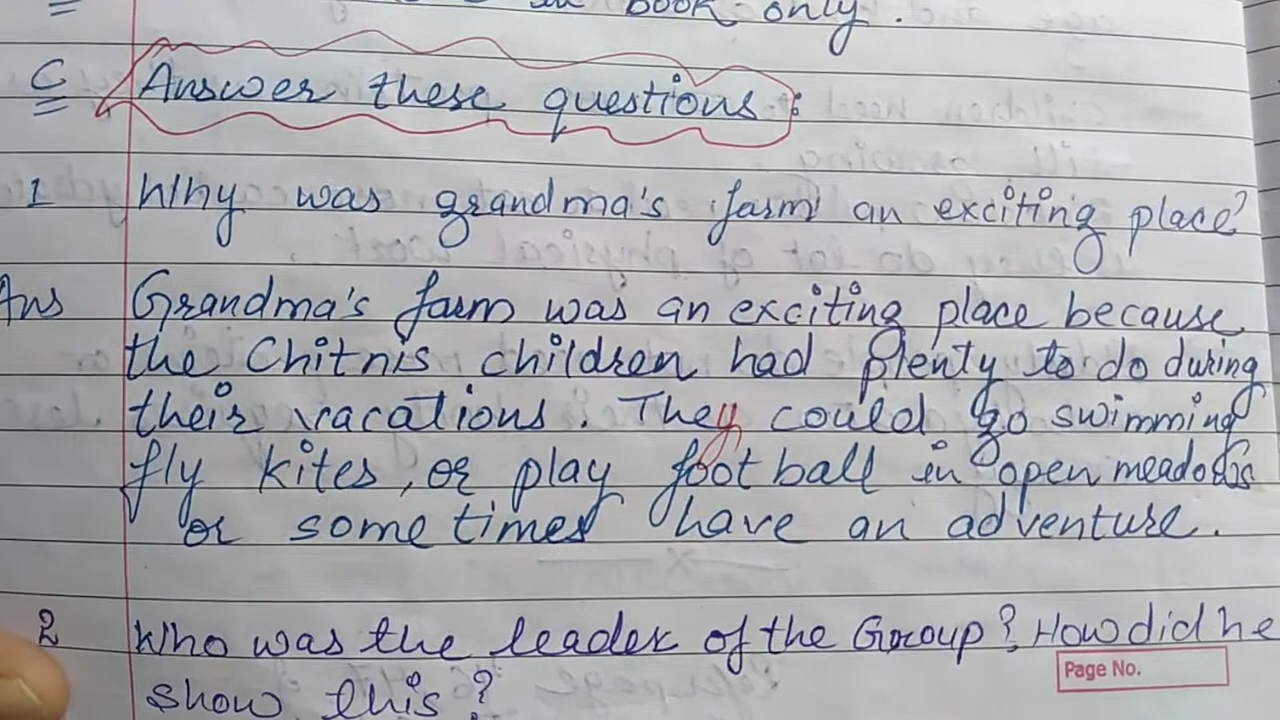 in book only.
C Answer these questions:
1 Why was grandma's farm an exciting place?
Ans Grandma's farm was an exciting place because
the Chitnis children had plenty to do during
their vacations. They could go swimming
fly kites, or play football in open meadows
or sometimes have an adventure.
x
2 Who was the leader of the Group? How did he
Page No.
show this?